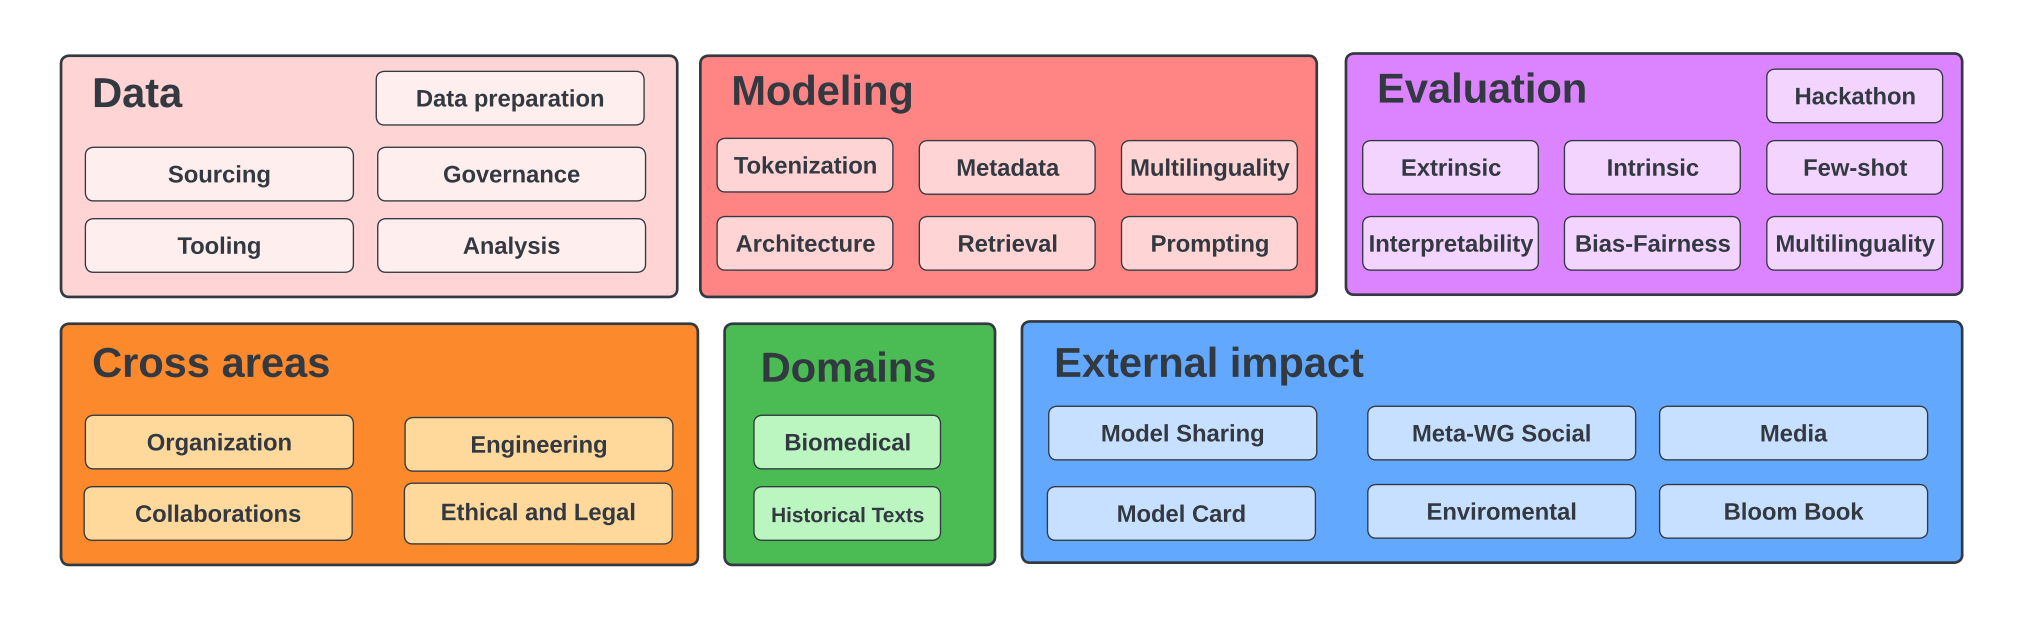 Data
Data preparation
Sourcing
Governance
Tooling
Analysis
Modeling
Tokenization
Metadata
Multilinguality
Architecture
Retrieval
Prompting
Evaluation
Hackathon
Extrinsic
Intrinsic
Few-shot
Interpretability
Bias-Fairness
Multilinguality
Cross areas
Organization
Engineering
Collaborations
Ethical and Legal
Domains
Biomedical
Historical Texts
External impact
Model Sharing
Meta-WG Social
Media
Model Card
Enviromental
Bloom Book